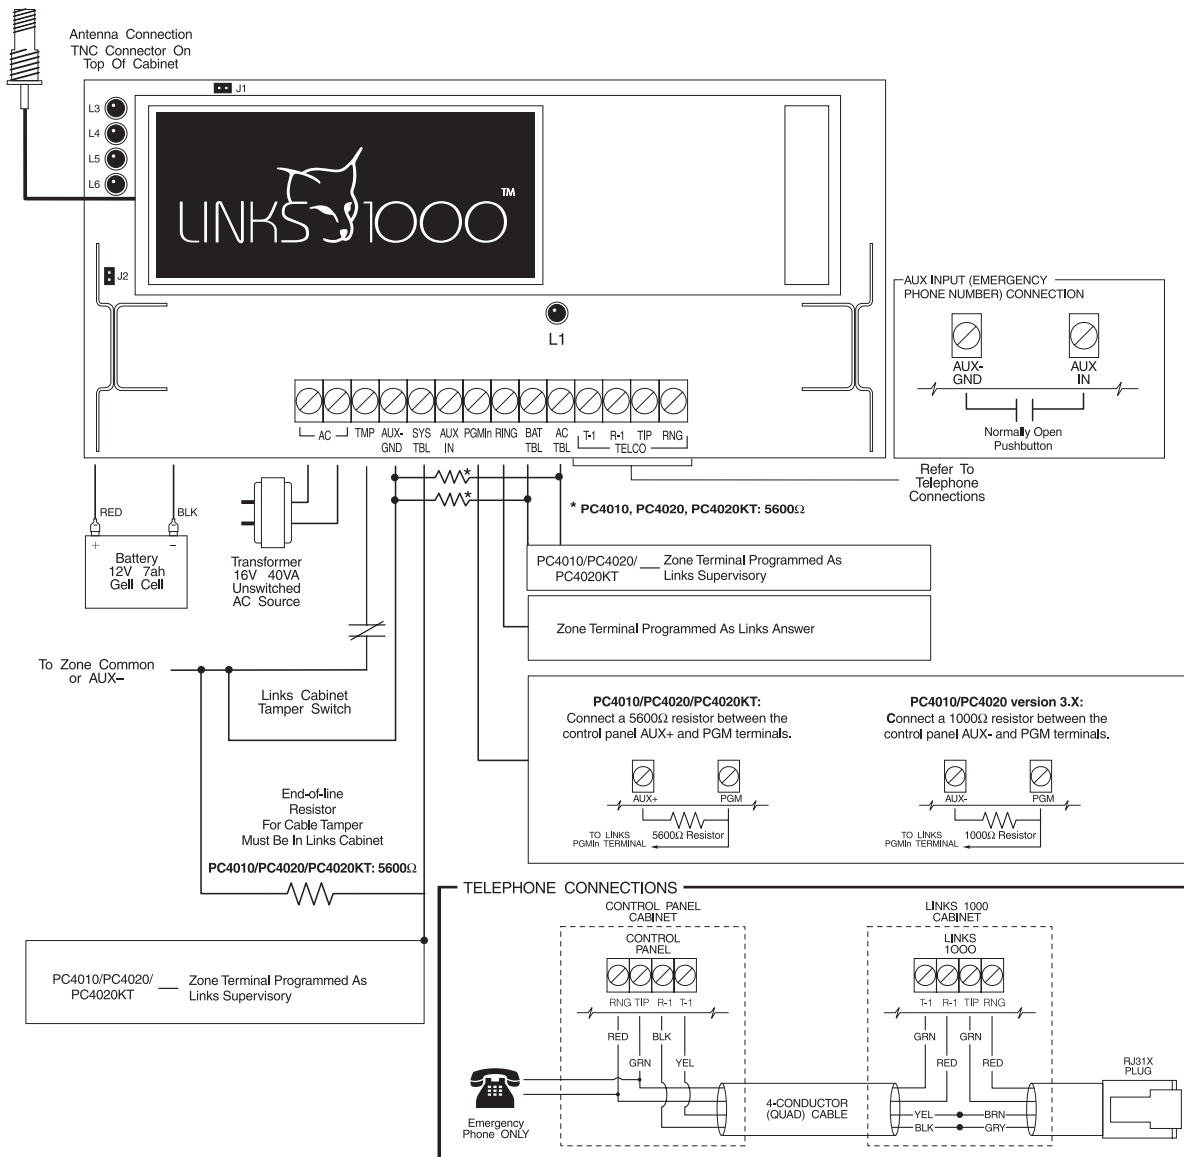 Antenna Connection
TNC Connector On
Top Of Cabinet
J1
L3
L4
L5
L6
LINKS 1000™
J2
L1
AUX INPUT (EMERGENCY
PHONE NUMBER) CONNECTION
AUX-
GND
AUX
IN
Normally Open
Pushbutton
AC
TMP
AUX-
GND
SYS
TBL
AUX
IN
PGMIn
RING
BAT
TBL
AC
TBL
T-1
R-1
TIP
RNG
TELCO
Refer To
Telephone
Connections
RED
BLK
+
–
Battery
12V 7ah
Gell Cell
Transformer
16V 40VA
Unswitched
AC Source
*
*
* PC4010, PC4020, PC4020KT: 5600Ω
PC4010/PC4020/
PC4020KT
Zone Terminal Programmed As
Links Supervisory
Zone Terminal Programmed As Links Answer
To Zone Common
or AUX–
Links Cabinet
Tamper Switch
PC4010/PC4020/PC4020KT:
Connect a 5600Ω resistor between the
control panel AUX+ and PGM terminals.
AUX+
PGM
5600Ω Resistor
TO LINKS
PGMIn TERMINAL
PC4010/PC4020 version 3.X:
Connect a 1000Ω resistor between the
control panel AUX- and PGM terminals.
AUX-
PGM
1000Ω Resistor
TO LINKS
PGMIn TERMINAL
End-of-line
Resistor
For Cable Tamper
Must Be In Links Cabinet
PC4010/PC4020/PC4020KT: 5600Ω
PC4010/PC4020/
PC4020KT
Zone Terminal Programmed As
Links Supervisory
TELEPHONE CONNECTIONS
CONTROL PANEL
CABINET
CONTROL
PANEL
RNG TIP R-1 T-1
RED
BLK
GRN
YEL
Emergency
Phone ONLY
4-CONDUCTOR
(QUAD) CABLE
LINKS 1000
CABINET
LINKS
1000
T-1 R-1 TIP RNG
GRN
GRN
RED
RED
YEL
BRN
BLK
GRY
RJ31X
PLUG